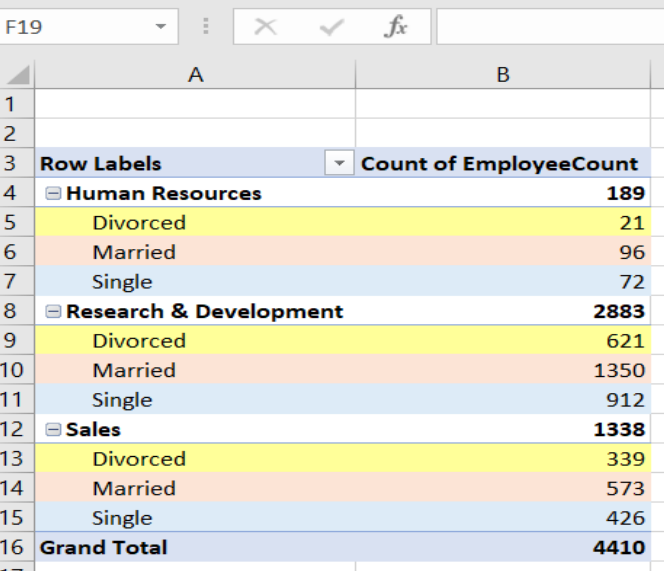 F19 fx
A B
1
2
3 Row Labels Count of EmployeeCount
4 Human Resources 189
5 Divorced 21
6 Married 96
7 Single 72
8 Research & Development 2883
9 Divorced 621
10 Married 1350
11 Single 912
12 Sales 1338
13 Divorced 339
14 Married 573
15 Single 426
16 Grand Total 4410
17